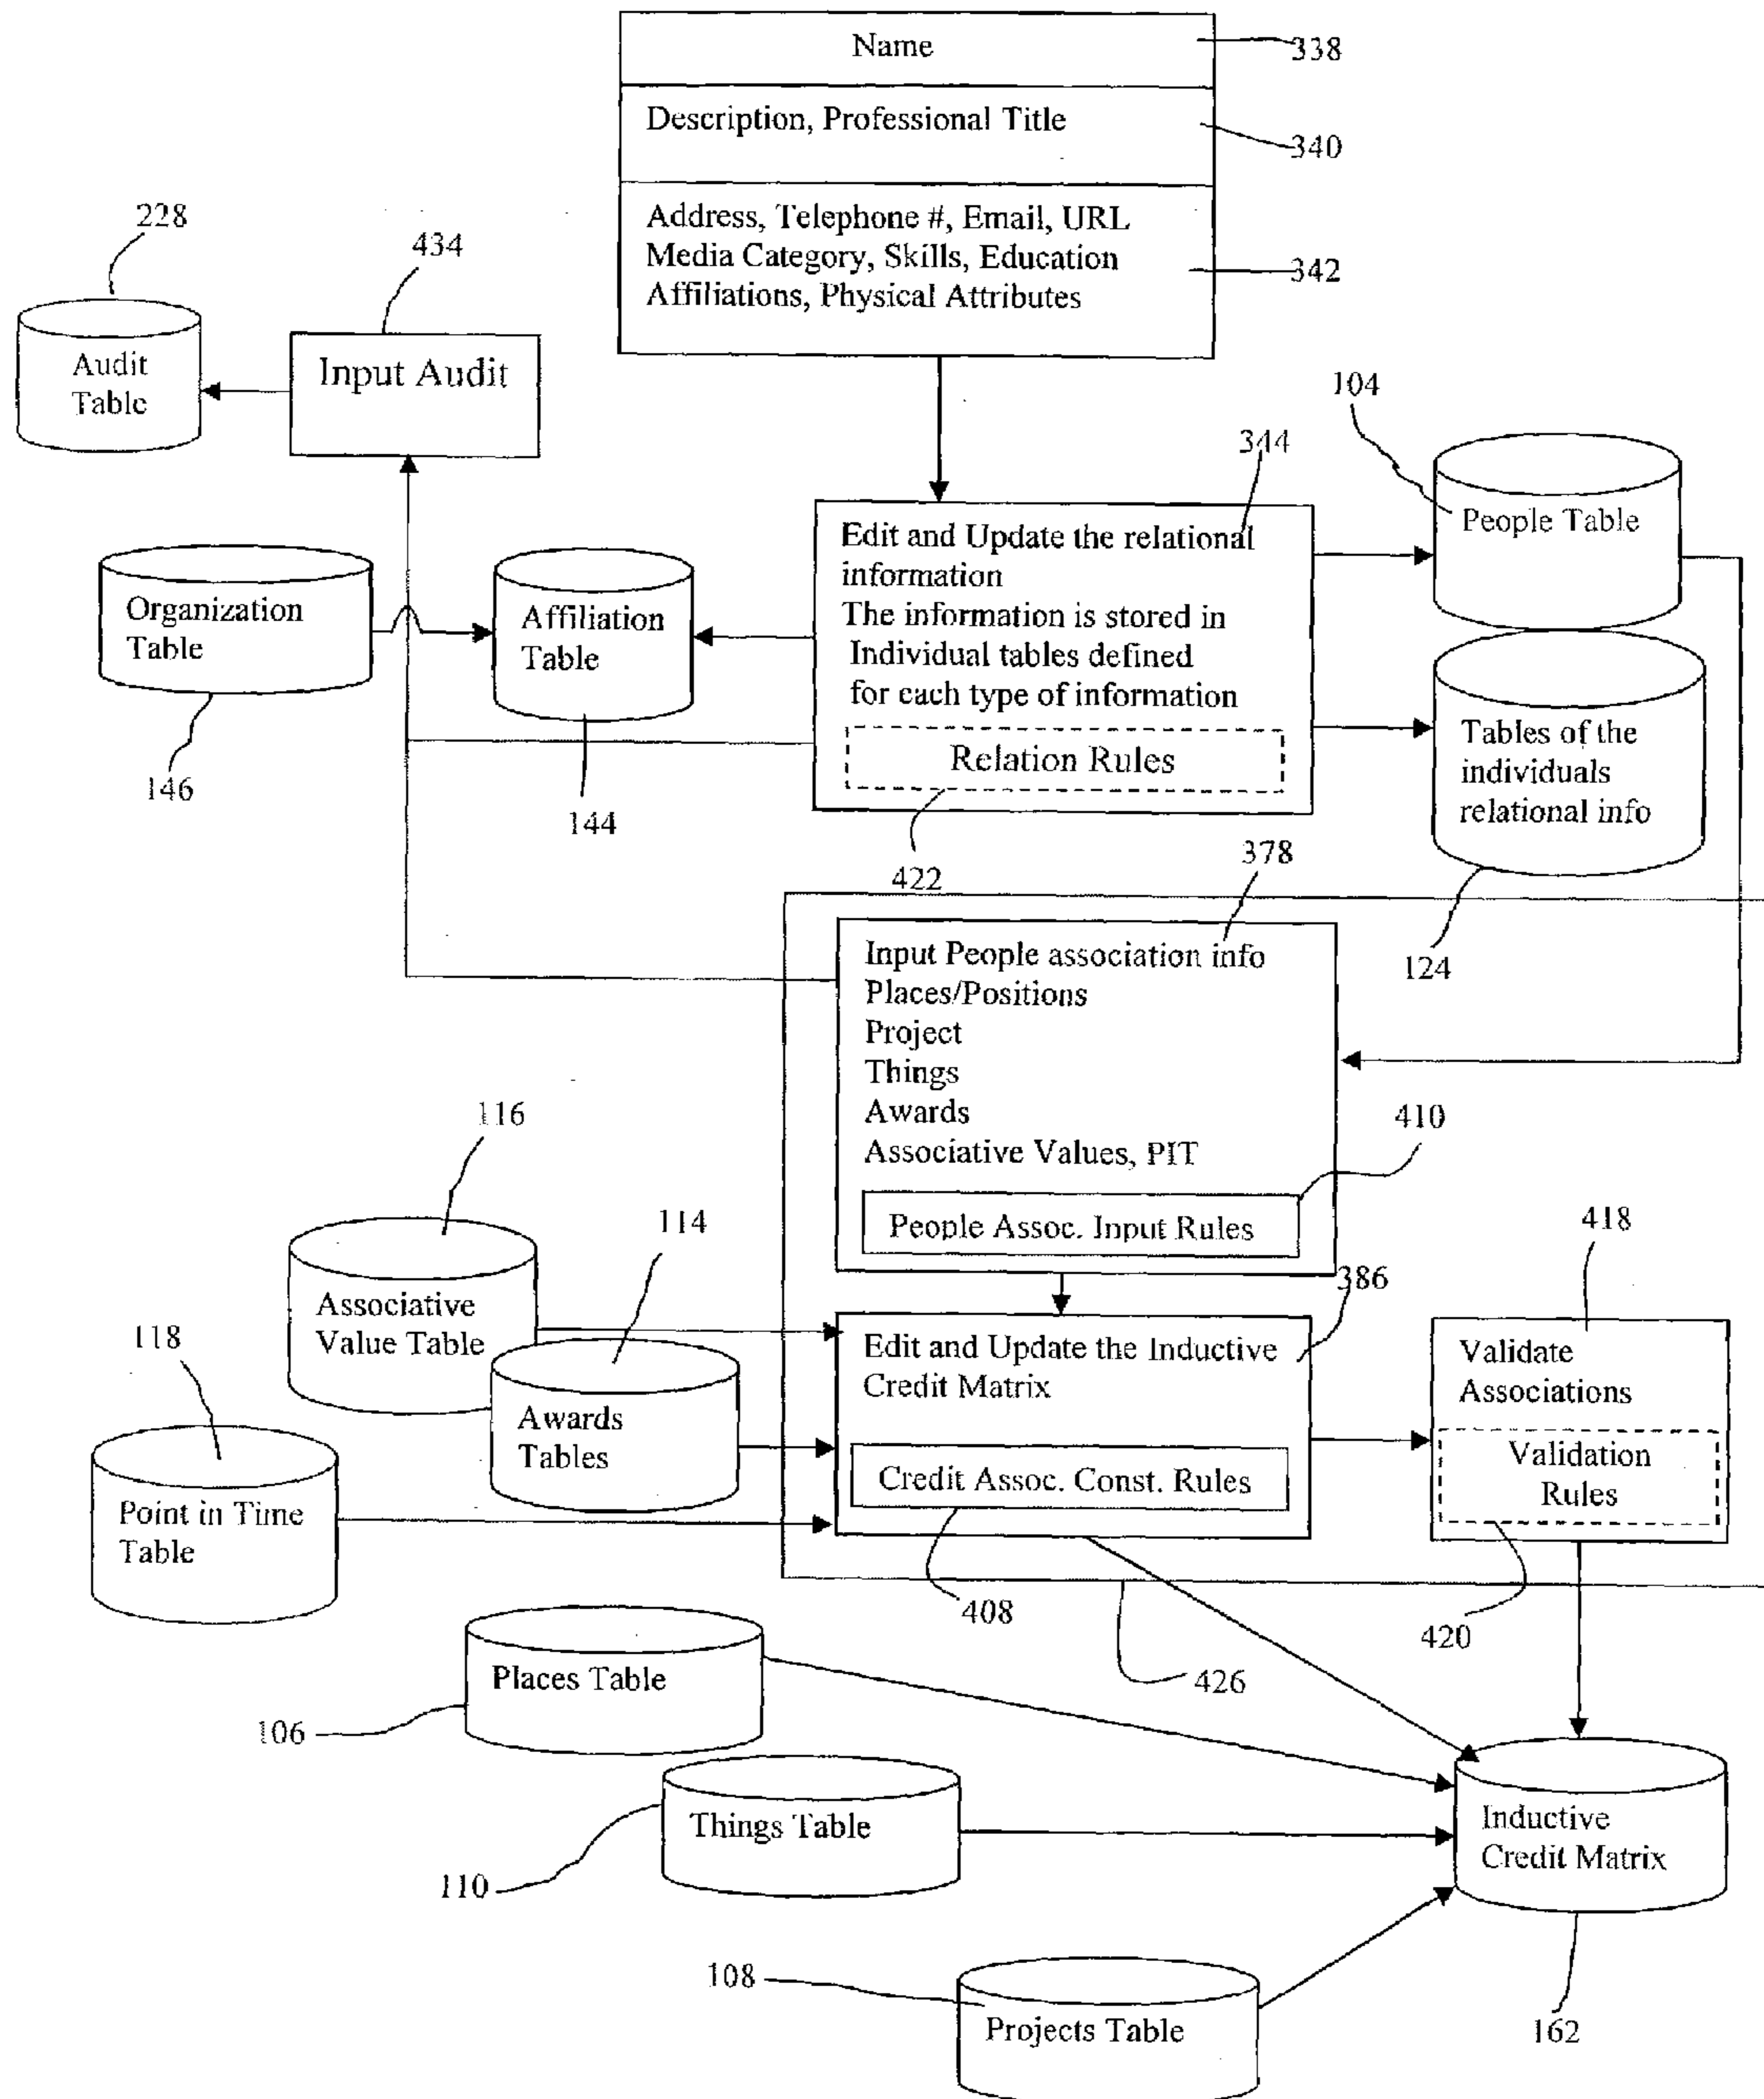 Name
338
Description, Professional Title
340
Address, Telephone #, Email, URL
Media Category, Skills, Education
Affiliations, Physical Attributes
342
228
434
Audit
Table
Input Audit
104
344
People Table
Edit and Update the relational
information
The information is stored in
Individual tables defined
for each type of information
Relation Rules
Organization
Table
Affiliation
Table
146
144
422
Tables of the
individuals
relational info
124
378
Input People association info
Places/Positions
Project
Things
Awards
Associative Values, PIT
410
People Assoc. Input Rules
116
114
418
386
Associative
Value Table
118
Awards
Tables
Edit and Update the Inductive
Credit Matrix
Credit Assoc. Const. Rules
Validate
Associations
Validation
Rules
Point in Time
Table
408
420
426
Places Table
106
Things Table
110
Inductive
Credit Matrix
108
Projects Table
162